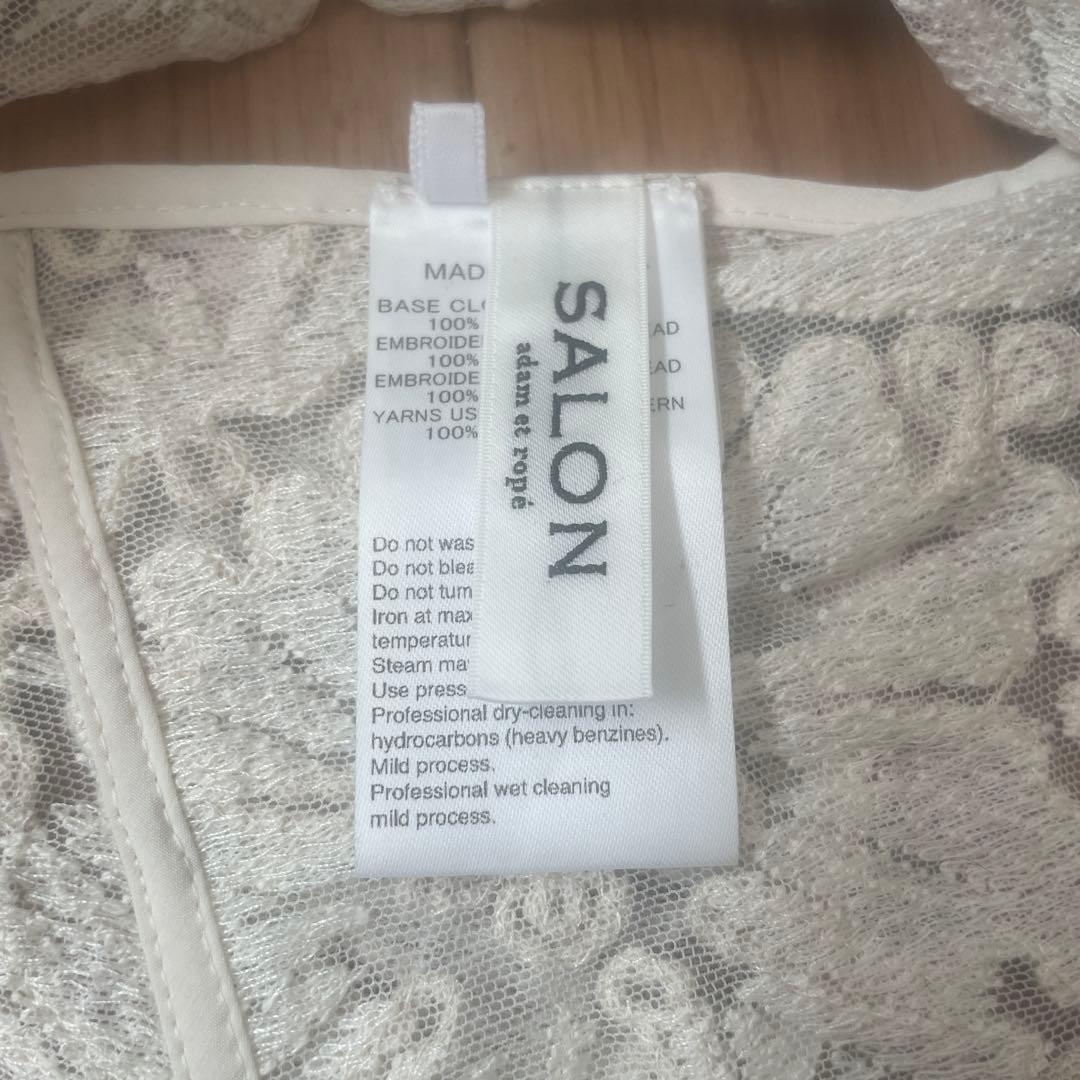 SALON
adam et ropé
MAD
BASE CLO
100%
EMBROIDE EAD
100%
EMBROIDE EAD
100%
YARNS US ERN
100%
Do not was
Do not blea
Do not tum
Iron at max
temperatur
Steam ma
Use press
Professional dry-cleaning in:
hydrocarbons (heavy benzines).
Mild process.
Professional wet cleaning
mild process.